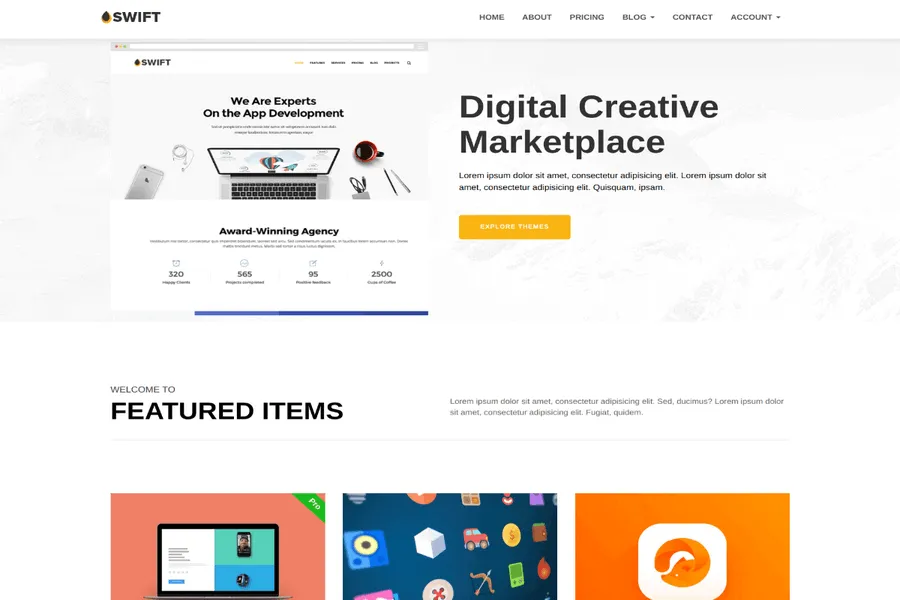 SWIFT
HOME ABOUT PRICING BLOG CONTACT ACCOUNT
SWIFT
HOME FEATURES SERVICES PRICING BLOG PROJECTS
We Are Experts
On the App Development
Award-Winning Agency
320 565 95 2500
Happy Clients Projects completed Positive feedback Cups of Coffee
Digital Creative
Marketplace
Lorem ipsum dolor sit amet, consectetur adipisicing elit. Lorem ipsum dolor sit
amet, consectetur adipisicing elit. Quisquam, ipsam.
EXPLORE THEMES
WELCOME TO
FEATURED ITEMS
Lorem ipsum dolor sit amet, consectetur adipisicing elit. Sed, ducimus? Lorem ipsum dolor
sit amet, consectetur adipisicing elit. Fugiat, quidem.
Pro